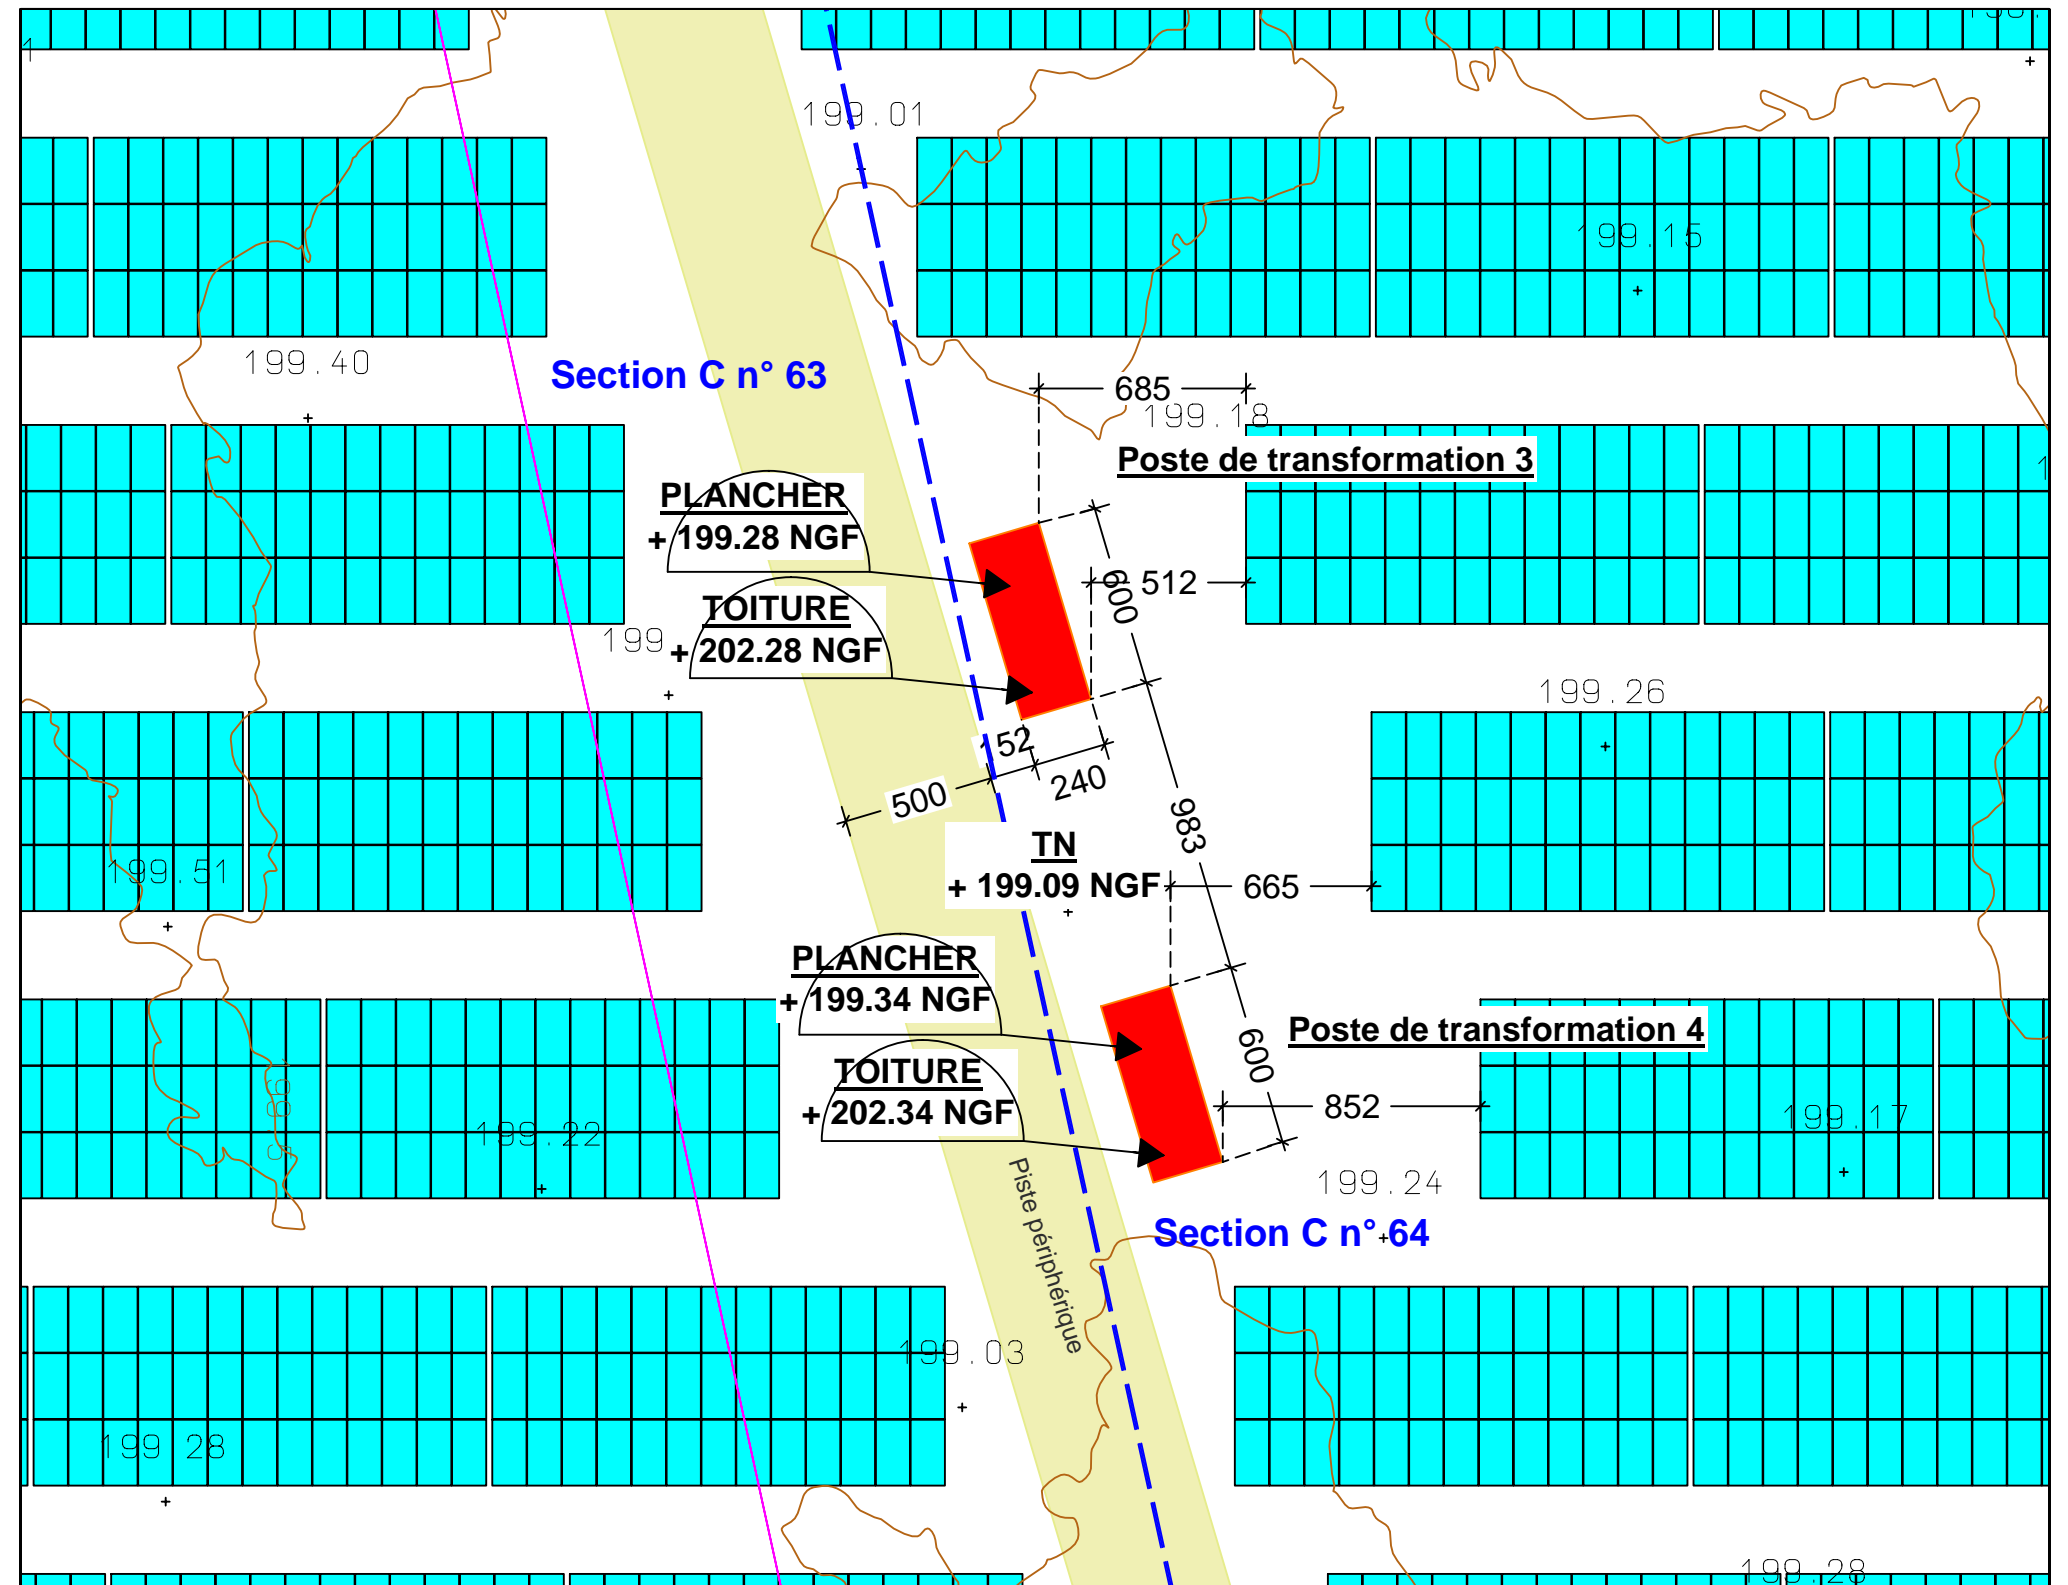 199.01
199.15
199.40
Section C n° 63
685
199.18
Poste de transformation 3
PLANCHER
+ 199.28 NGF
600
512
TOITURE
+ 202.28 NGF
199
199.26
152
240
500
983
TN
+ 199.09 NGF
665
199.51
PLANCHER
+ 199.34 NGF
Poste de transformation 4
600
TOITURE
+ 202.34 NGF
852
199.17
199.22
199.24
Piste périphérique
Section C n° 64
199.03
199.28
199.28